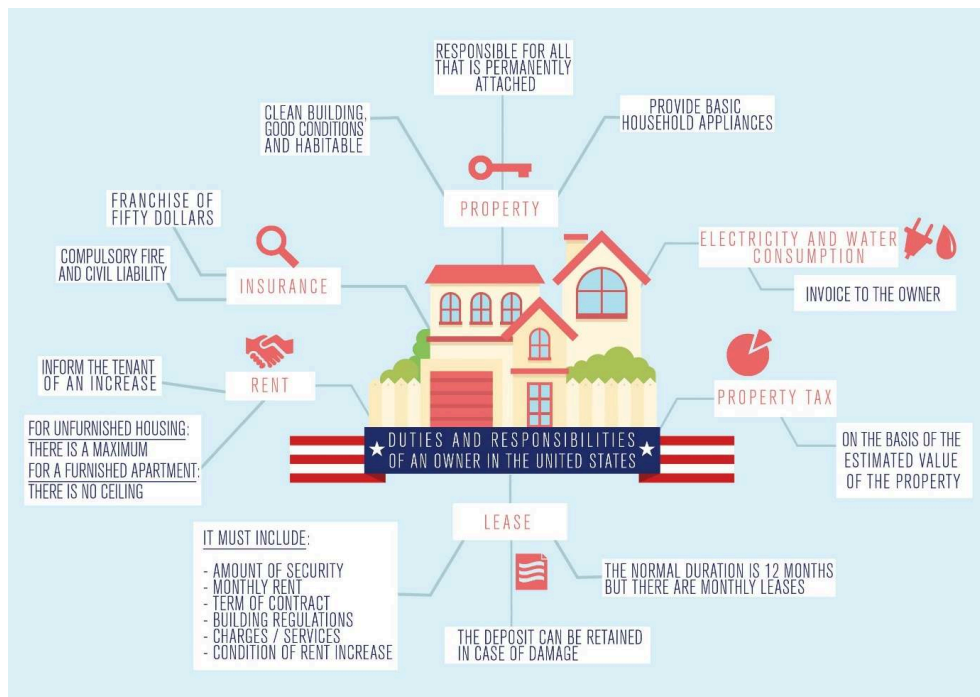 RESPONSIBLE FOR ALL
THAT IS PERMANENTLY
ATTACHED
CLEAN BUILDING,
GOOD CONDITIONS
AND HABITABLE
PROVIDE BASIC
HOUSEHOLD APPLIANCES
PROPERTY
FRANCHISE OF
FIFTY DOLLARS
COMPULSORY FIRE
AND CIVIL LIABILITY
INSURANCE
ELECTRICITY AND WATER
CONSUMPTION
INVOICE TO THE OWNER
INFORM THE TENANT
OF AN INCREASE
RENT
FOR UNFURNISHED HOUSING:
THERE IS A MAXIMUM
FOR A FURNISHED APARTMENT:
THERE IS NO CEILING
PROPERTY TAX
ON THE BASIS OF THE
ESTIMATED VALUE
OF THE PROPERTY
DUTIES AND RESPONSIBILITIES
OF AN OWNER IN THE UNITED STATES
LEASE
IT MUST INCLUDE:
- AMOUNT OF SECURITY
- MONTHLY RENT
- TERM OF CONTRACT
- BUILDING REGULATIONS
- CHARGES / SERVICES
- CONDITION OF RENT INCREASE
THE DEPOSIT CAN BE RETAINED
IN CASE OF DAMAGE
THE NORMAL DURATION IS 12 MONTHS
BUT THERE ARE MONTHLY LEASES